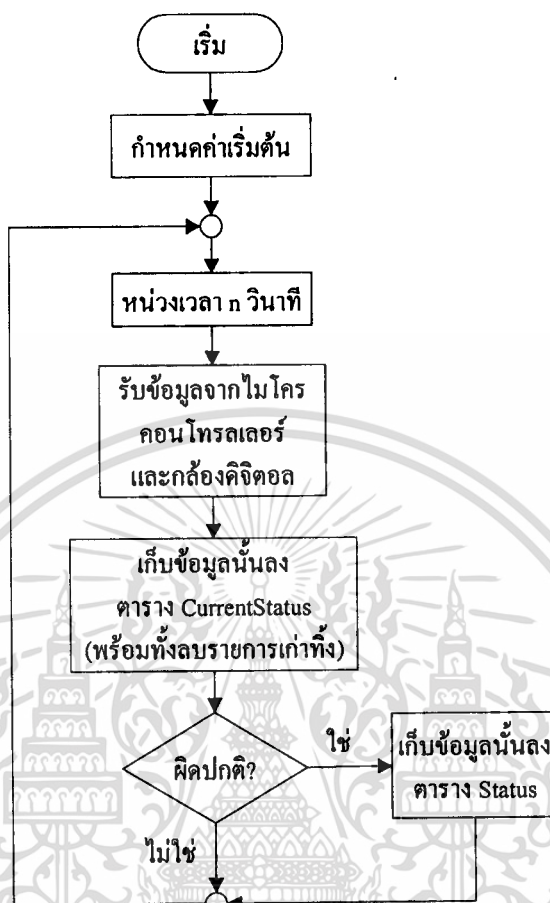 เริ่ม
กำหนดค่าเริ่มต้น
หน่วงเวลา n วินาที
รับข้อมูลจากไมโคร
คอนโทรลเลอร์
และกล้องดิจิตอล
เก็บข้อมูลนั้นลง
ตาราง CurrentStatus
(พร้อมทั้งลบรายการเก่าทิ้ง)
ผิดปกติ?
ใช่
เก็บข้อมูลนั้นลง
ตาราง Status
ไม่ใช่